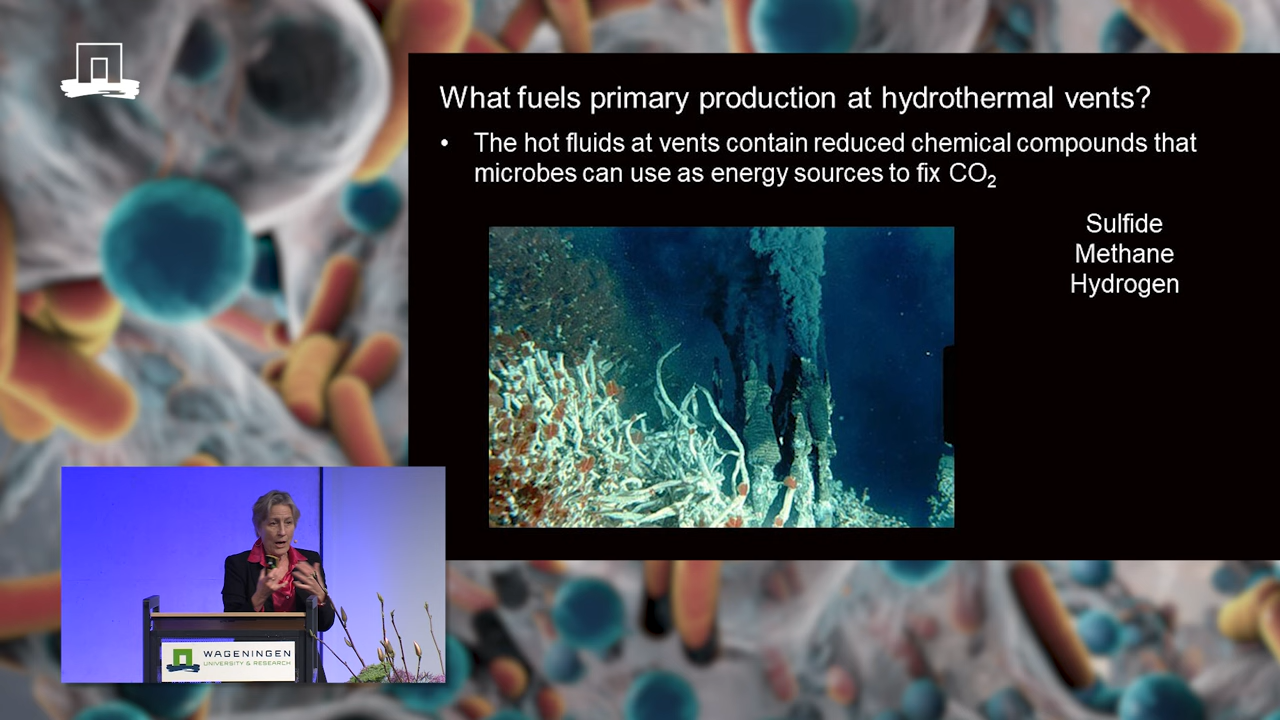 What fuels primary production at hydrothermal vents?
• The hot fluids at vents contain reduced chemical compounds that
microbes can use as energy sources to fix CO₂
Sulfide
Methane
Hydrogen
WAGENINGEN
UNIVERSITY & RESEARCH